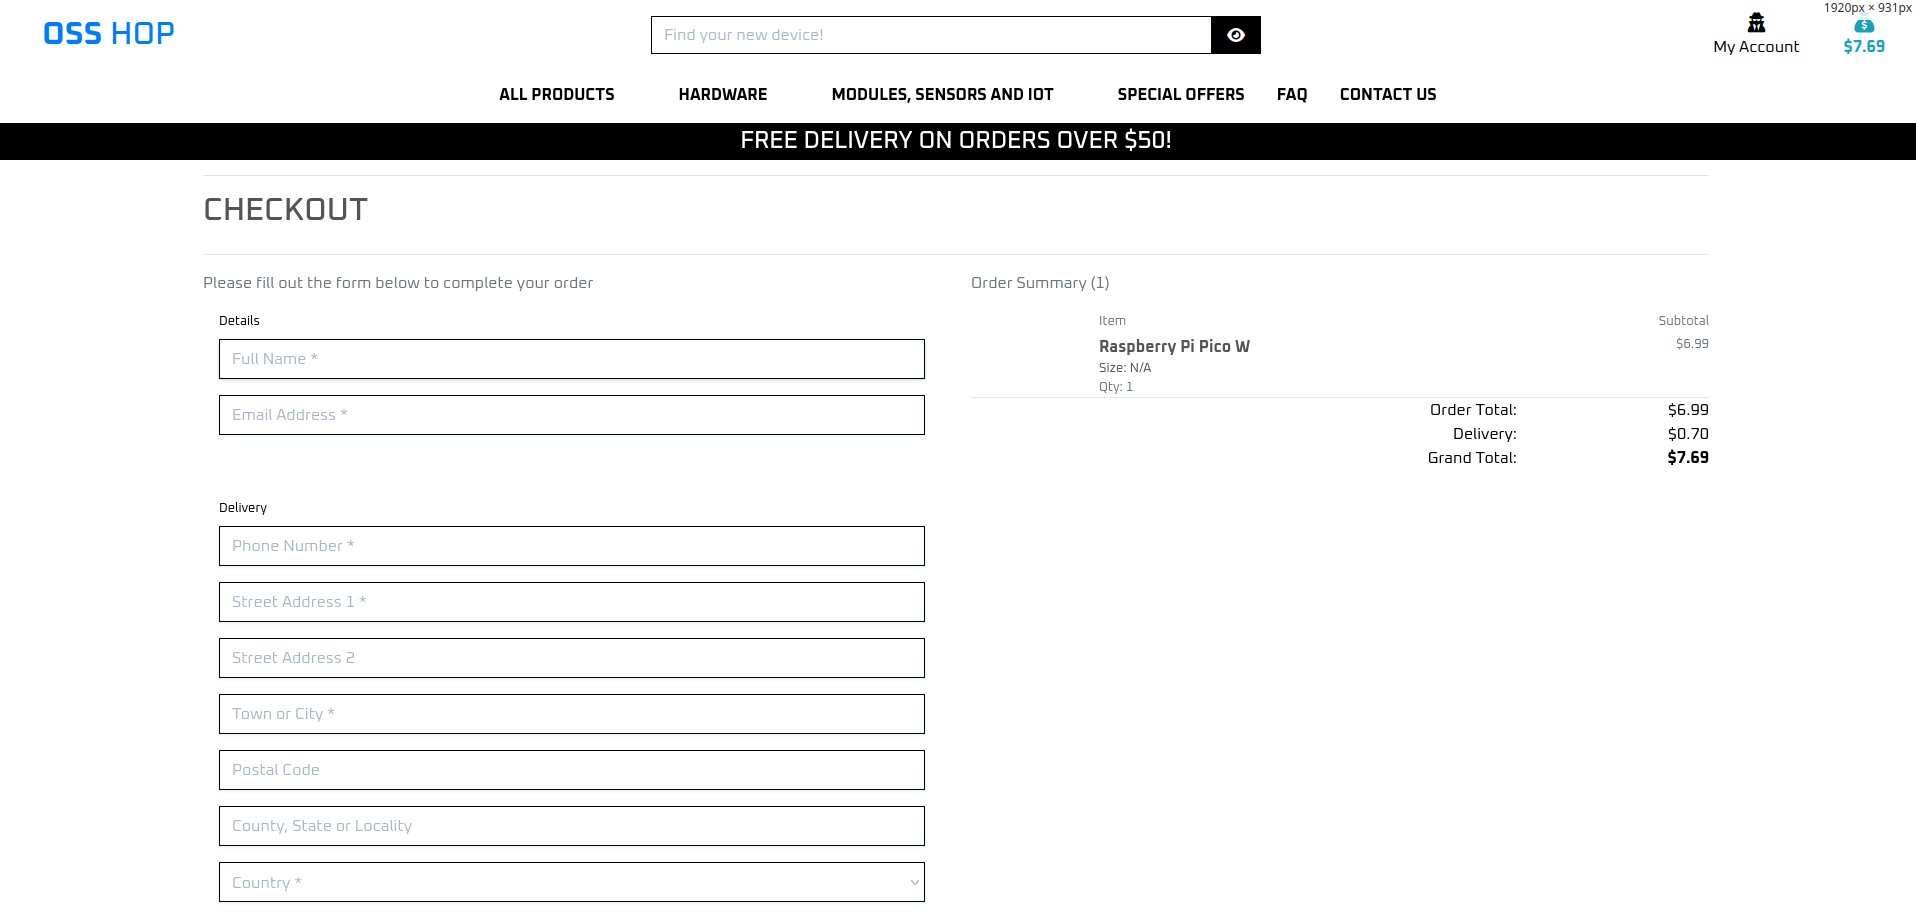 1920px × 931px
OSS HOP
Find your new device!
My Account
$
$7.69
ALL PRODUCTS
HARDWARE
MODULES, SENSORS AND IOT
SPECIAL OFFERS
FAQ
CONTACT US
FREE DELIVERY ON ORDERS OVER $50!
CHECKOUT
Please fill out the form below to complete your order
Details
Full Name *
Email Address *
Delivery
Phone Number *
Street Address 1 *
Street Address 2
Town or City *
Postal Code
County, State or Locality
Country *
Order Summary (1)
Item
Subtotal
Raspberry Pi Pico W
$6.99
Size: N/A
Qty: 1
Order Total: $6.99
Delivery: $0.70
Grand Total: $7.69